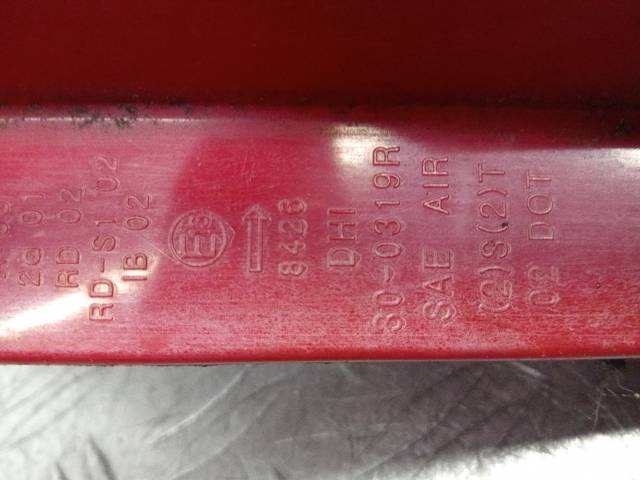 2a 01
RD 02
RD-S1 02
IB 02
E13
8426
DHI
30-0319R
SAE AIR
(2)S(2)T
02 DOT